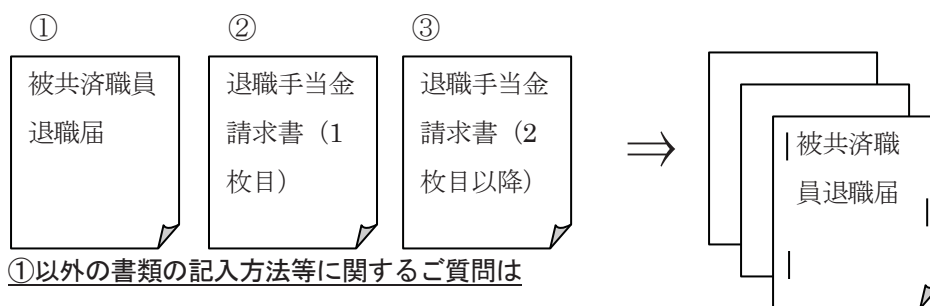 ① ② ③
被共済職員
退職届
退職手当金
請求書（1
枚目）
退職手当金
請求書（2
枚目以降）
⇒
被共済職
員退職届
①以外の書類の記入方法等に関するご質問は